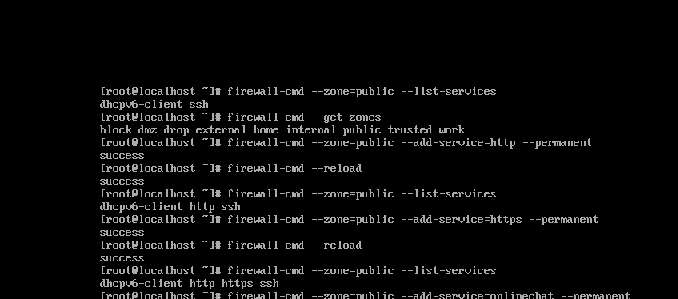 [root@localhost ~]# firewall-cmd --zone=public --list-services
dhcpv6-client ssh
[root@localhost ~]# firewall-cmd --get-zones
block dmz drop external home internal public trusted work
[root@localhost ~]# firewall-cmd --zone=public --add-service=http --permanent
success
[root@localhost ~]# firewall-cmd --reload
success
[root@localhost ~]# firewall-cmd --zone=public --list-services
dhcpv6-client http ssh
[root@localhost ~]# firewall-cmd --zone=public --add-service=https --permanent
success
[root@localhost ~]# firewall-cmd --reload
success
[root@localhost ~]# firewall-cmd --zone=public --list-services
dhcpv6-client http https ssh
[root@localhost ~]# firewall-cmd --zone=public --add-service=onlinechat --permanent